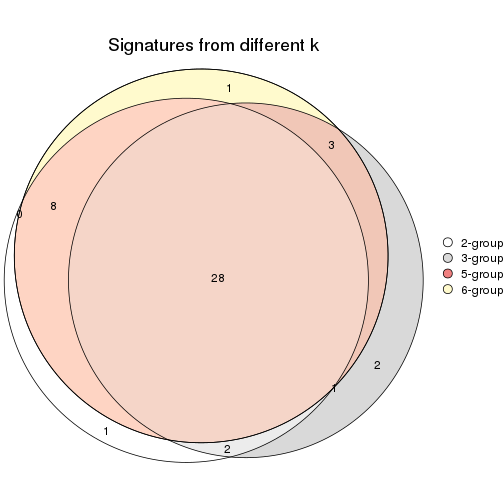 Signatures from different k
1
3
8
0
28
2
1
1
2
2-group
3-group
5-group
6-group